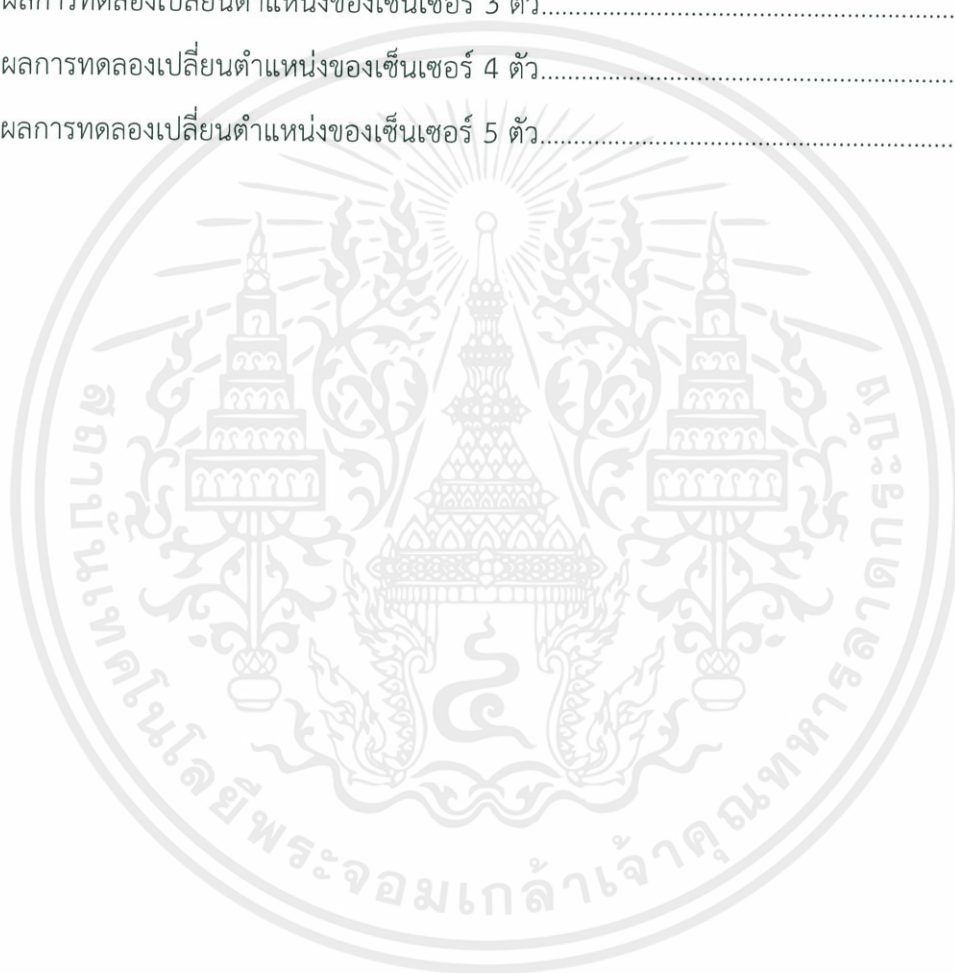 ผลการทดลองเปลี่ยนตำแหน่งของเซ็นเซอร์ 3 ตัว
ผลการทดลองเปลี่ยนตำแหน่งของเซ็นเซอร์ 4 ตัว
ผลการทดลองเปลี่ยนตำแหน่งของเซ็นเซอร์ 5 ตัว
สถาบันเทคโนโลยีพระจอมเกล้าเจ้าคุณทหารลาดกระบัง